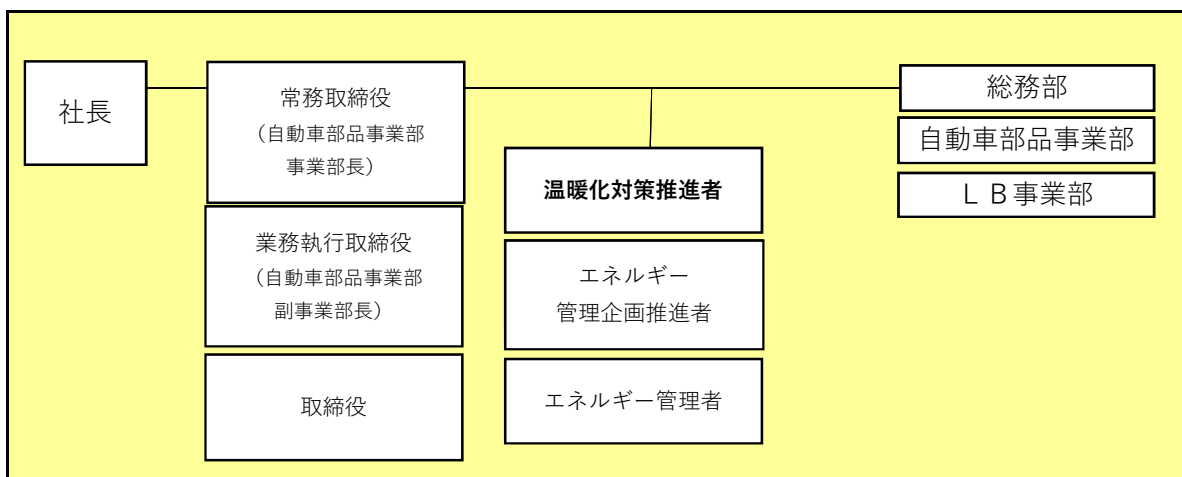 社長
常務取締役
（自動車部品事業部
事業部長）
業務執行取締役
（自動車部品事業部
副事業部長）
取締役
温暖化対策推進者
エネルギー
管理企画推進者
エネルギー管理者
総務部
自動車部品事業部
ＬＢ事業部